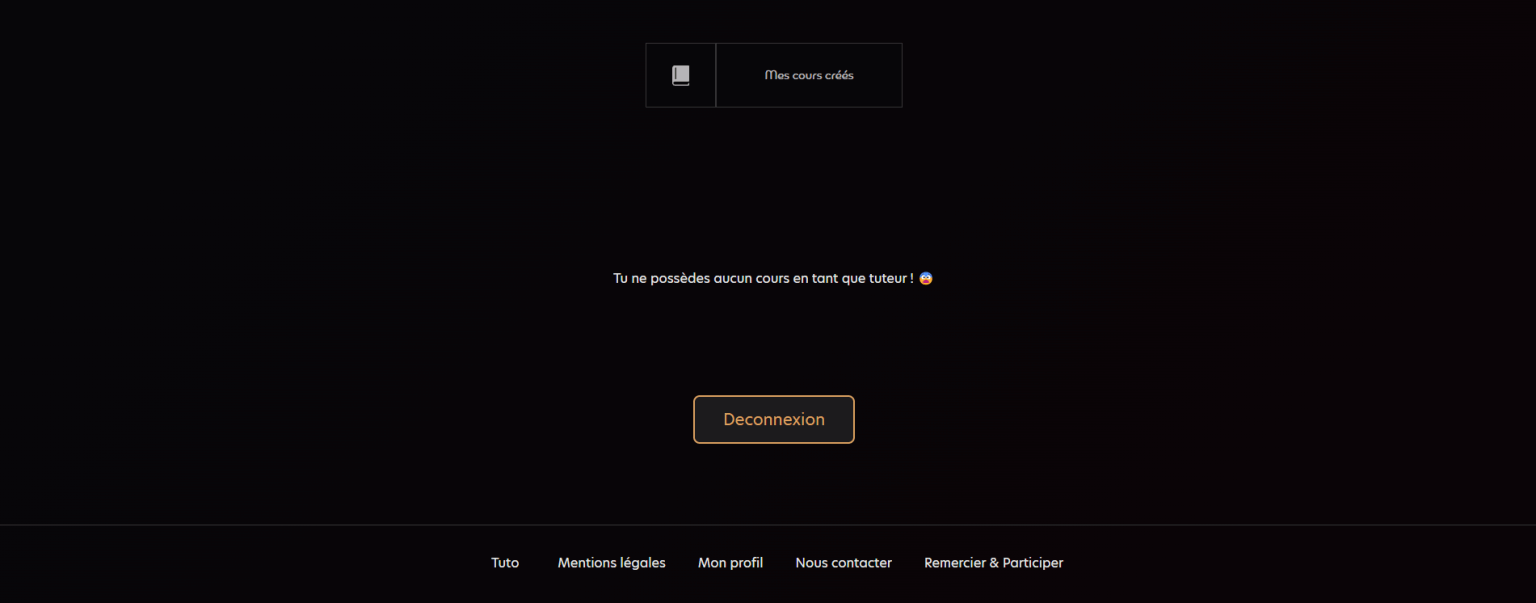 Mes cours créés
Tu ne possèdes aucun cours en tant que tuteur ! 😨
Deconnexion
Tuto Mentions légales Mon profil Nous contacter Remercier & Participer